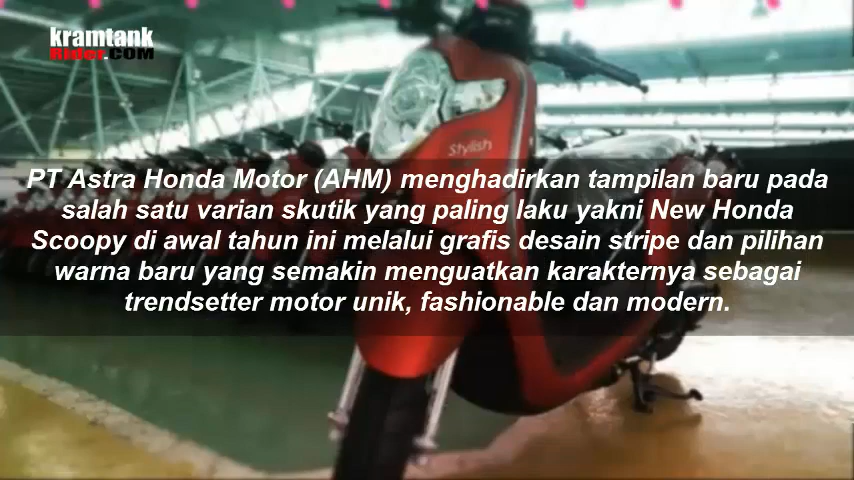 kramtank
Rider.COM
Stylish
PT Astra Honda Motor (AHM) menghadirkan tampilan baru pada
salah satu varian skutik yang paling laku yakni New Honda
Scoopy di awal tahun ini melalui grafis desain stripe dan pilihan
warna baru yang semakin menguatkan karakternya sebagai
trendsetter motor unik, fashionable dan modern.